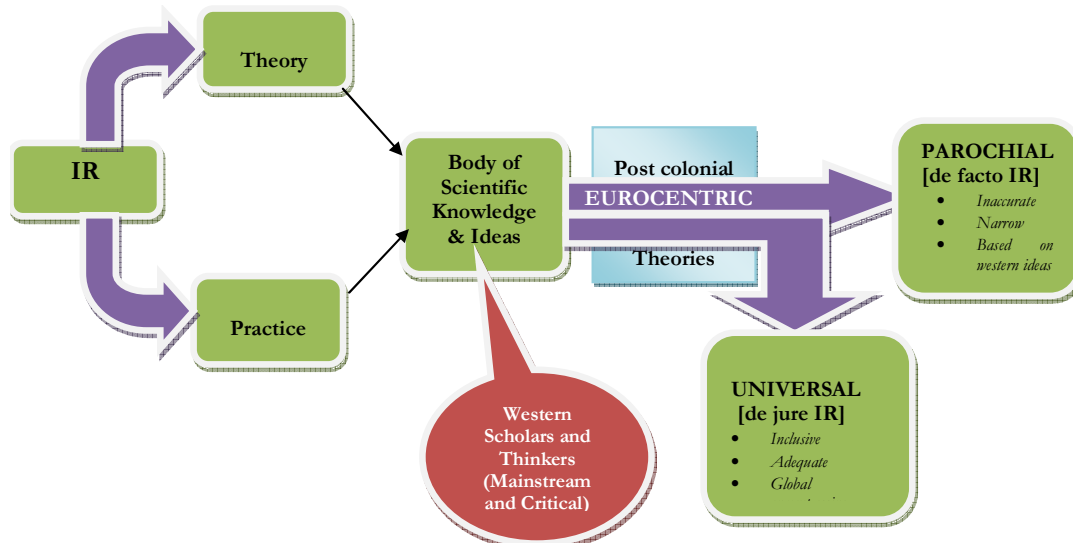 Theory
IR
Practice
Body of
Scientific
Knowledge
& Ideas
Post colonial
EUROCENTRIC
Theories
PAROCHIAL
[de facto IR]
• Inaccurate
• Narrow
• Based on
western ideas
Western
Scholars and
Thinkers
(Mainstream
and Critical)
UNIVERSAL
[de jure IR]
• Inclusive
• Adequate
• Global